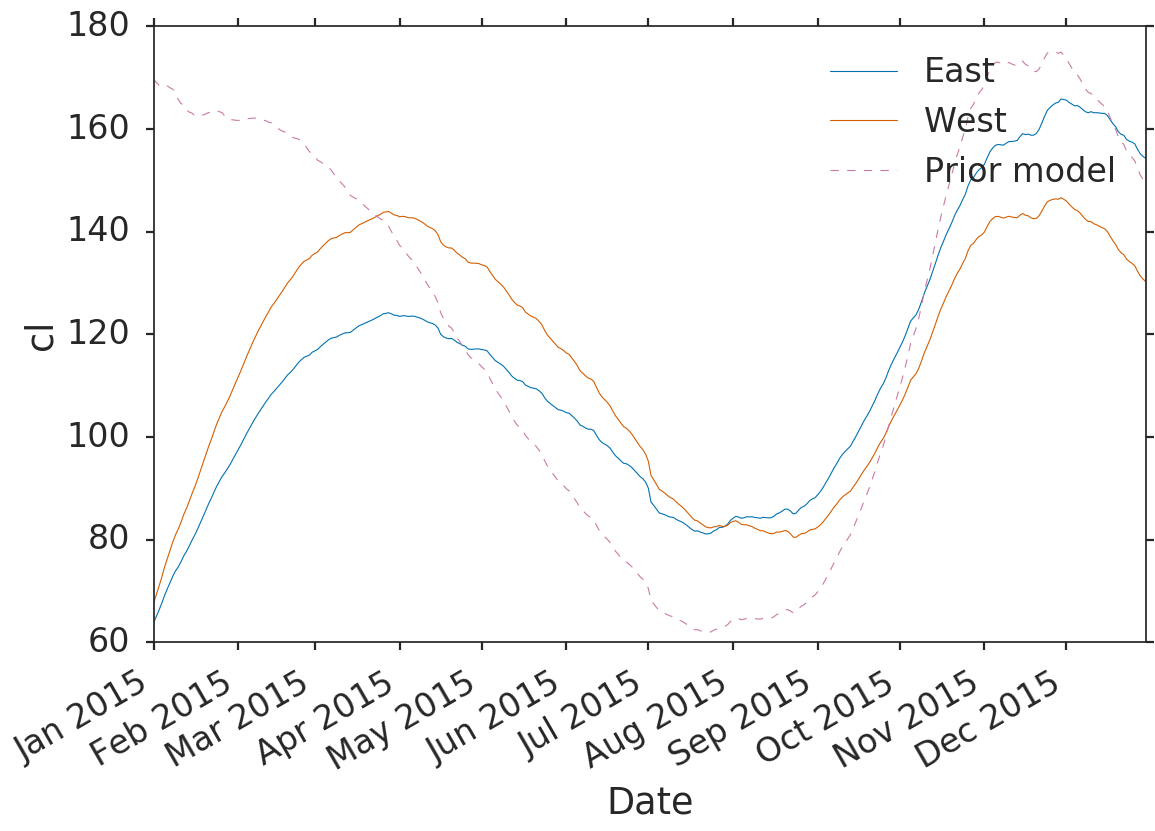 180
160
140
120
100
80
60
cl
East
West
Prior model
Jan 2015
Feb 2015
Mar 2015
Apr 2015
May 2015
Jun 2015
Jul 2015
Aug 2015
Sep 2015
Oct 2015
Nov 2015
Dec 2015
Date